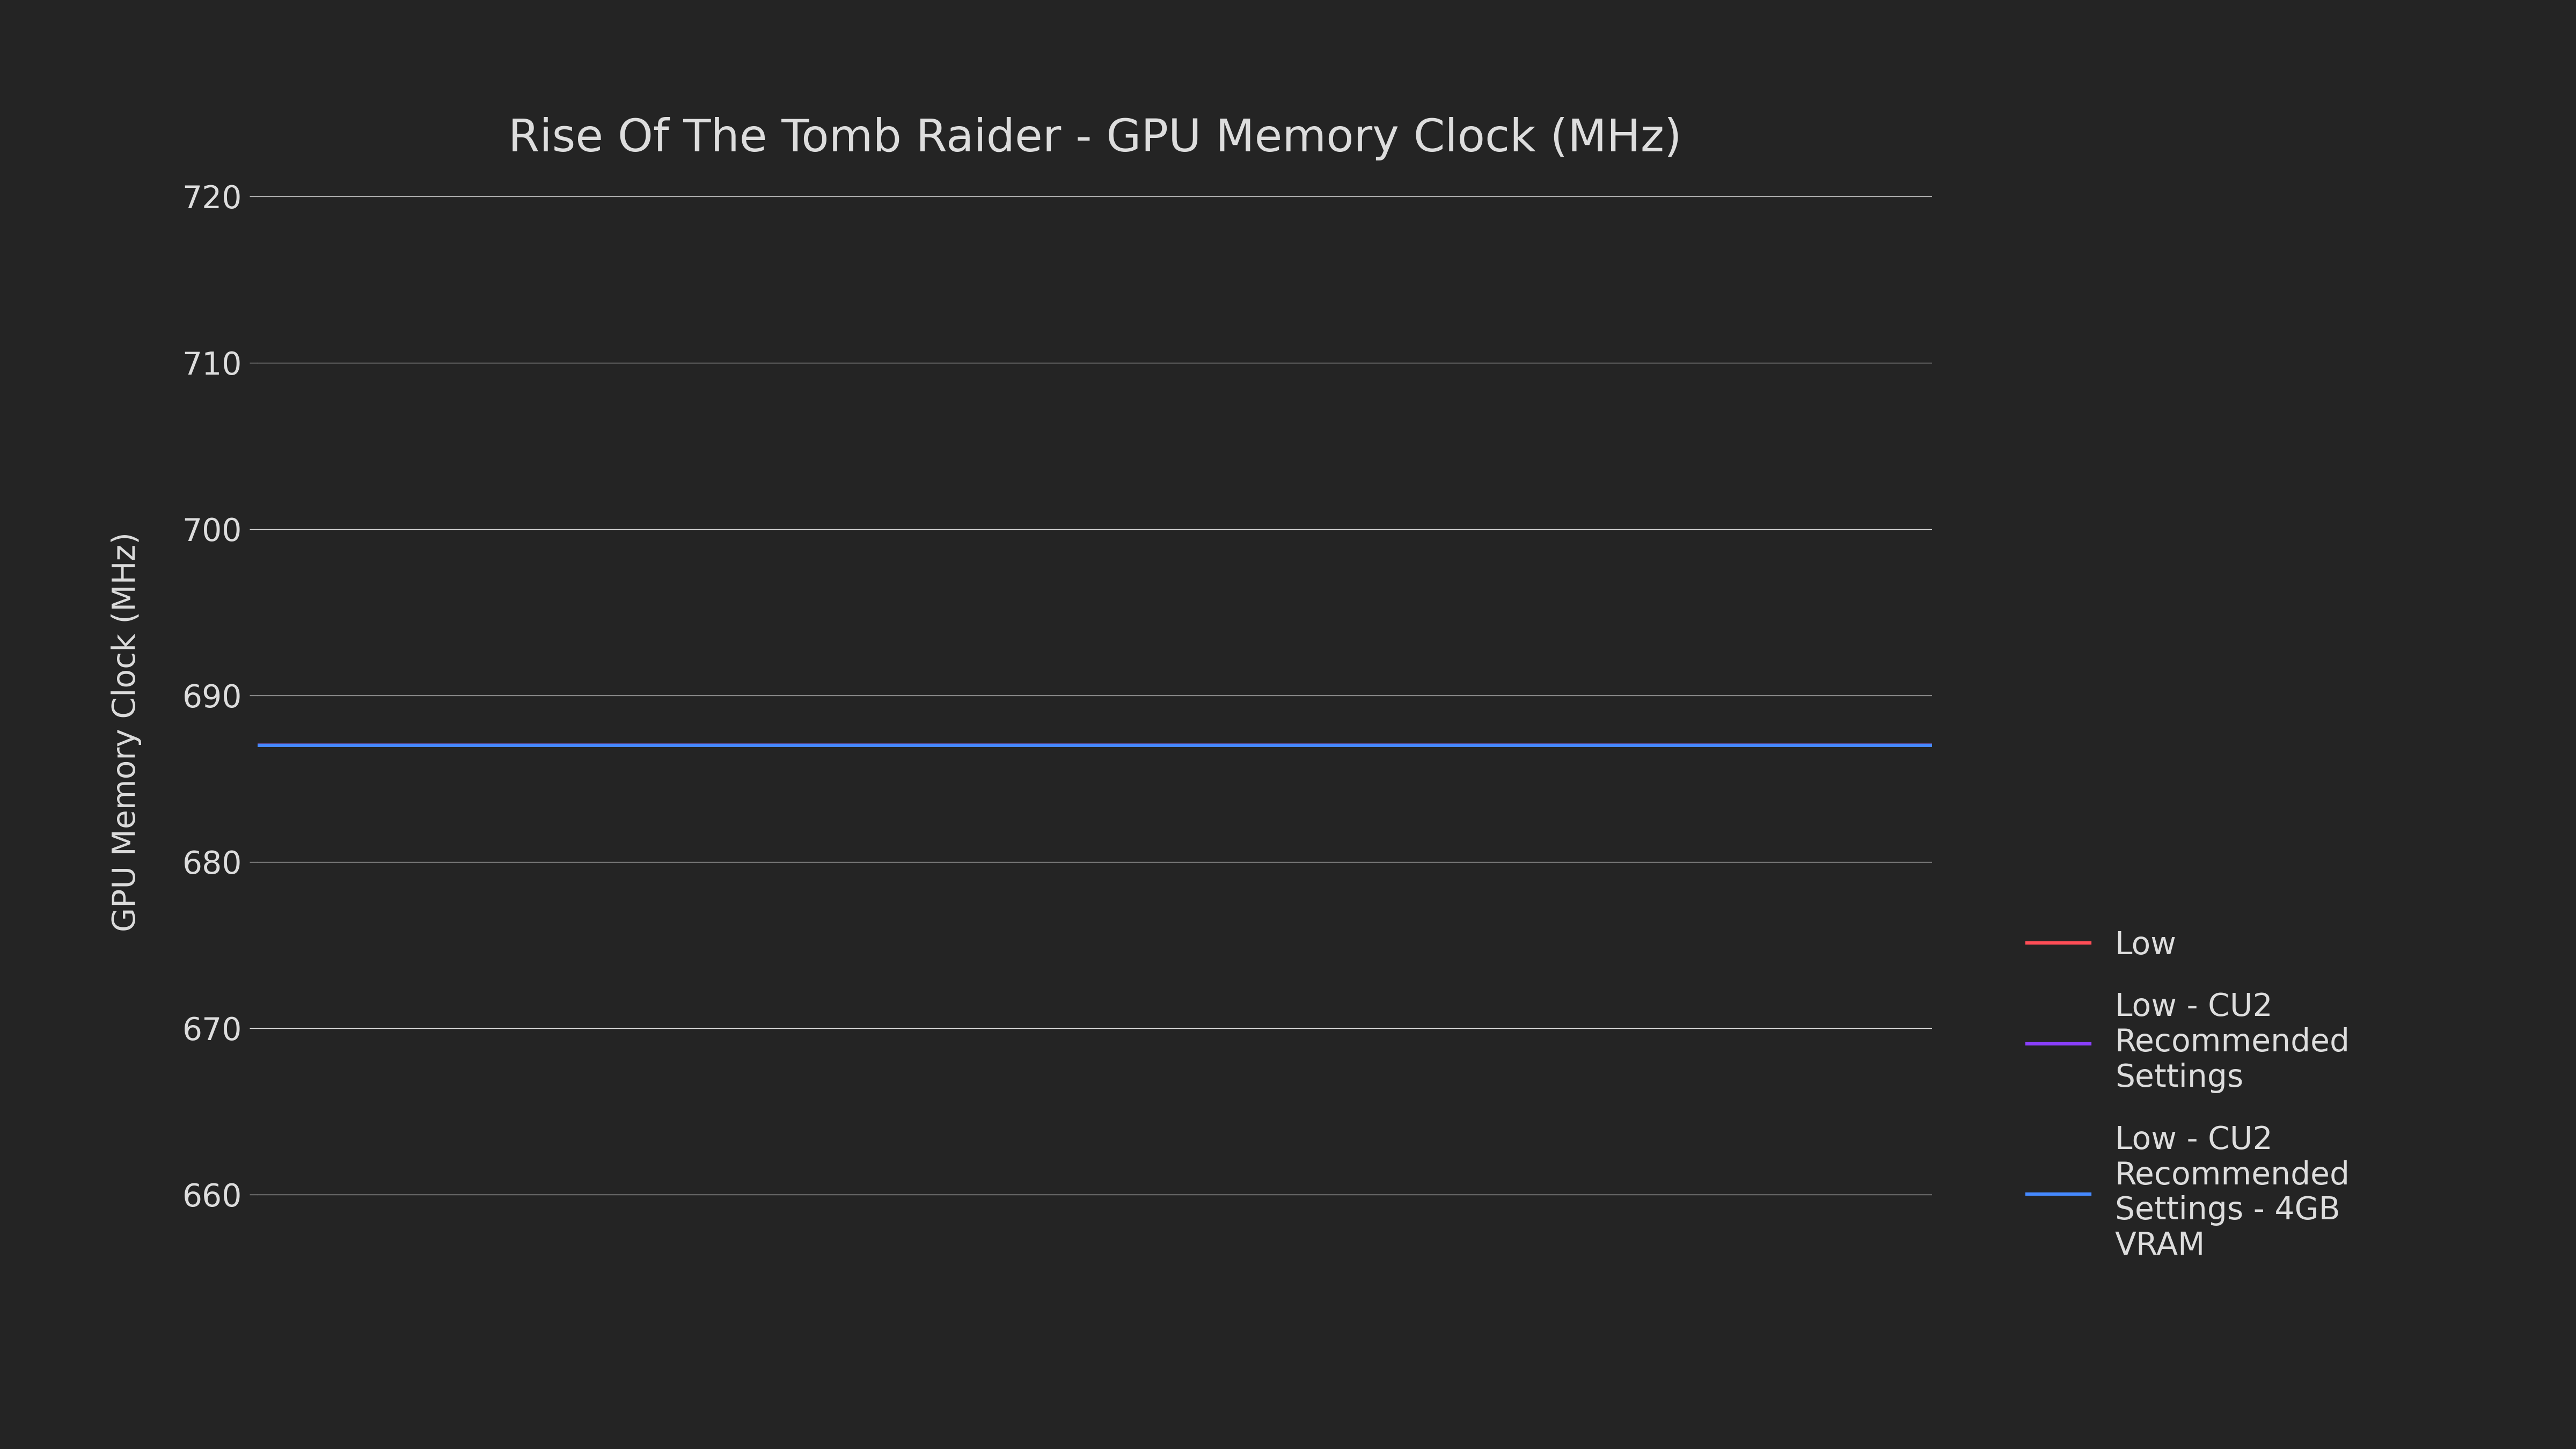 Rise Of The Tomb Raider - GPU Memory Clock (MHz)
GPU Memory Clock (MHz)
720
710
700
690
680
670
660
Low
Low - CU2
Recommended
Settings
Low - CU2
Recommended
Settings - 4GB
VRAM